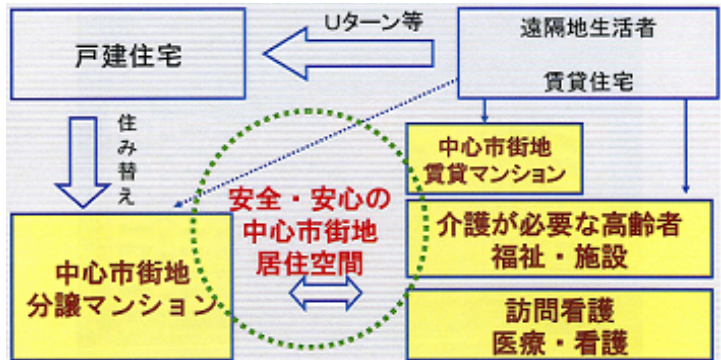 Uターン等
戸建住宅
遠隔地生活者
賃貸住宅
住み替え
中心市街地
賃貸マンション
安全・安心の
中心市街地
居住空間
介護が必要な高齢者
福祉・施設
中心市街地
分譲マンション
訪問看護
医療・看護